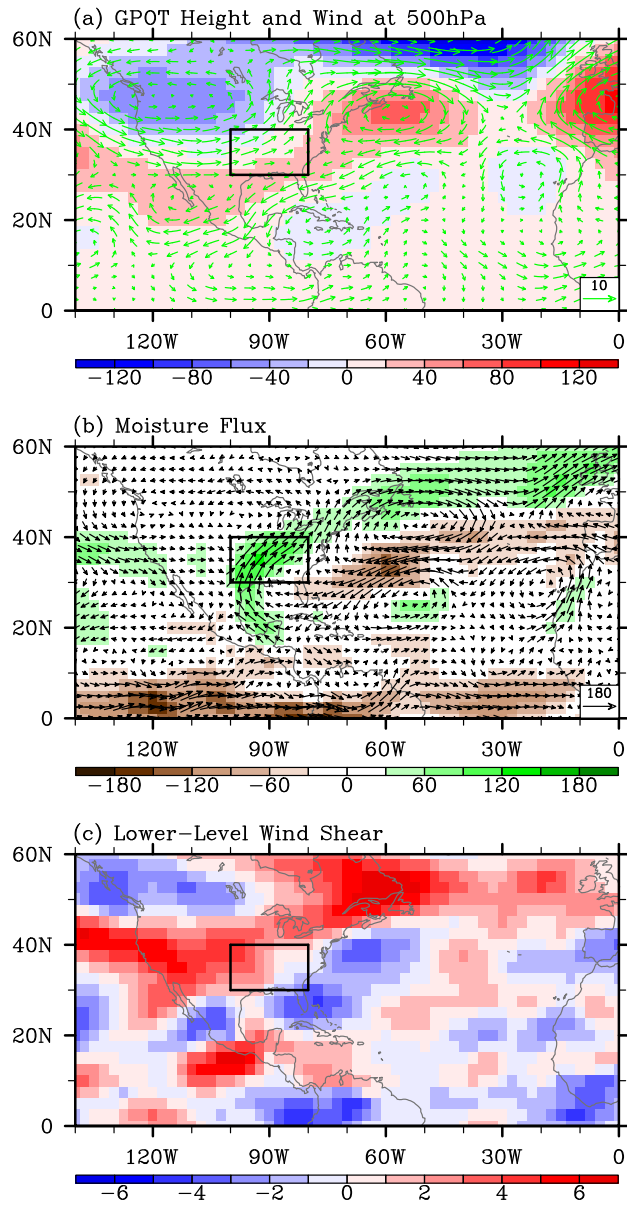 (a) GPOT Height and Wind at 500hPa
60N
40N
20N
0
10
120W 90W 60W 30W 0
−120 −80 −40 0 40 80 120
(b) Moisture Flux
60N
40N
20N
0
180
120W 90W 60W 30W 0
−180 −120 −60 0 60 120 180
(c) Lower−Level Wind Shear
60N
40N
20N
0
120W 90W 60W 30W 0
−6 −4 −2 0 2 4 6